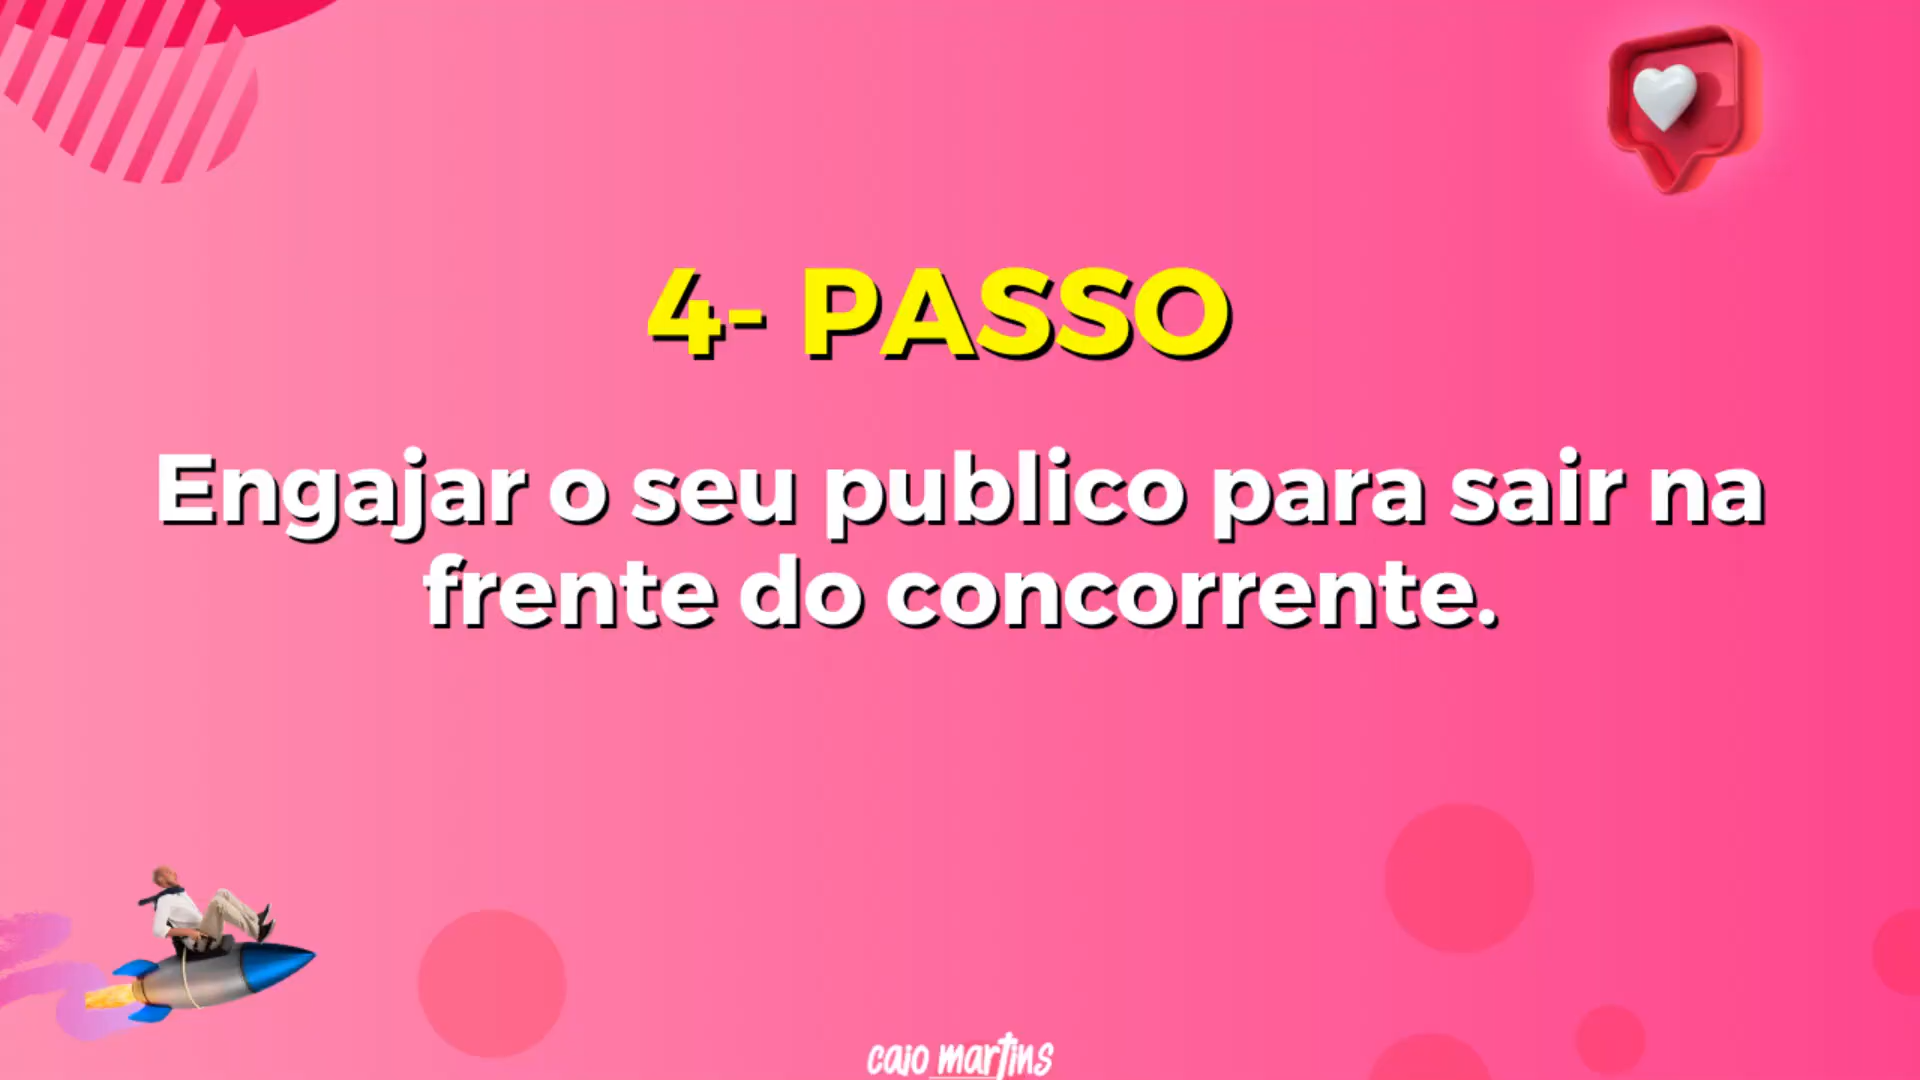 4- PASSO
Engajar o seu publico para sair na
frente do concorrente.
caio martins